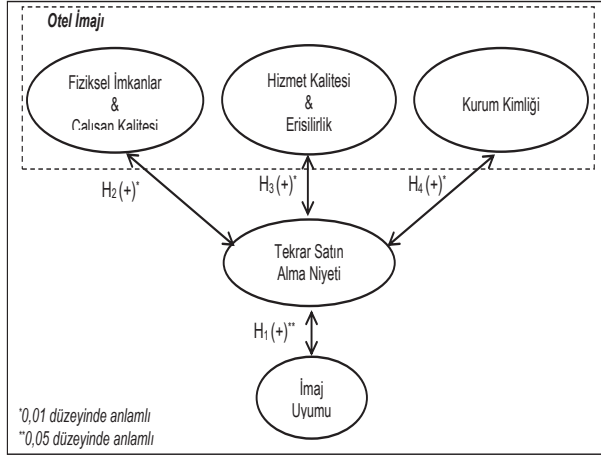 Otel İmajı
Fiziksel İmkanlar
&
Çalışan Kalitesi
Hizmet Kalitesi
&
Erisilirlik
Kurum Kimliği
H2 (+)*
H3 (+)*
H4 (+)*
Tekrar Satın
Alma Niyeti
H1 (+)**
İmaj
Uyumu
*0,01 düzeyinde anlamlı
**0,05 düzeyinde anlamlı